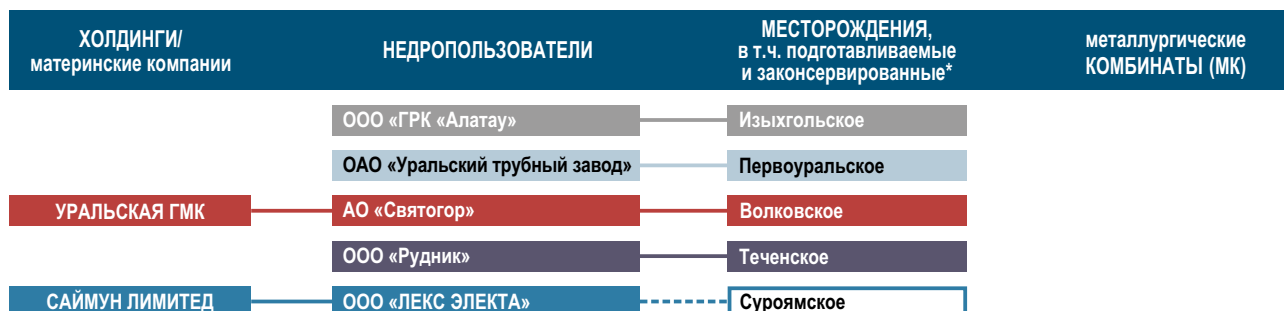 ХОЛДИНГИ/
материнские компании
НЕДРОПОЛЬЗОВАТЕЛИ
МЕСТОРОЖДЕНИЯ,
в т.ч. подготавливаемые
и законсервированные*
металлургические
КОМБИНАТЫ (МК)
ООО «ГРК «Алатау» Изыхгольское
ОАО «Уральский трубный завод» Первоуральское
УРАЛЬСКАЯ ГМК АО «Святогор» Волковское
ООО «Рудник» Теченское
САЙМУН ЛИМИТЕД ООО «ЛЕКС ЭЛЕКТА» Суроямское